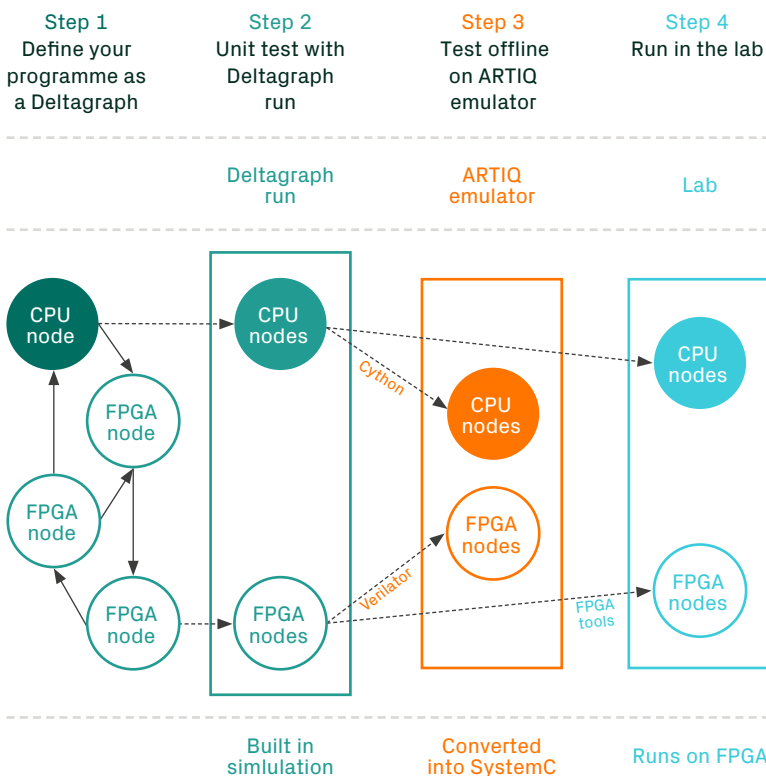 Step 1
Define your
programme as
a Deltagraph
Step 2
Unit test with
Deltagraph
run
Step 3
Test offline
on ARTIQ
emulator
Step 4
Run in the lab
Deltagraph
run
ARTIQ
emulator
Lab
CPU
node
FPGA
node
FPGA
node
FPGA
node
CPU
nodes
FPGA
nodes
Cython
Verilator
CPU
nodes
FPGA
nodes
FPGA
tools
CPU
nodes
FPGA
nodes
Built in
simlulation
Converted
into SystemC
Runs on FPGA